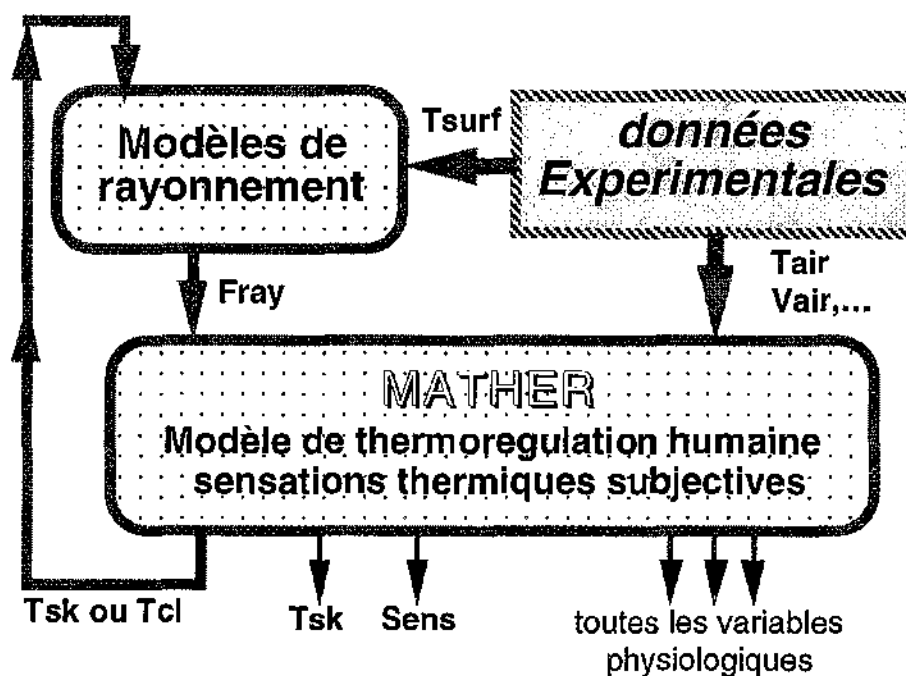 Modèles de
rayonnement
Tsurf
données
Experimentales
Fray
Tair
Vair,...
MATHER
Modèle de thermoregulation humaine
sensations thermiques subjectives
Tsk ou Tcl
Tsk
Sens
toutes les variables
physiologiques